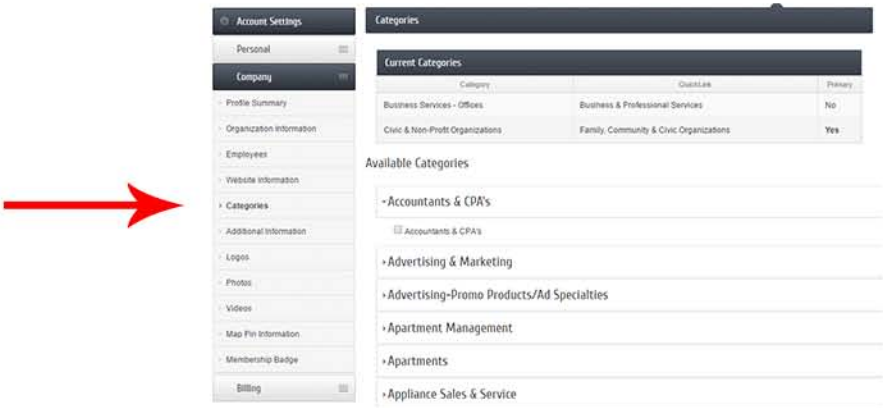 Account Settings
Personal
Company
Profile Summary
Organization Information
Employees
Website Information
Categories
Additional Information
Logos
Photos
Videos
Map Pin Information
Membership Badge
Billing
Categories
Current Categories
Category QuickLink Primary
Business Services - Offices Business & Professional Services No
Civic & Non-Profit Organizations Family, Community & Civic Organizations Yes
Available Categories
Accountants & CPA's
Accountants & CPA's
Advertising & Marketing
Advertising-Promo Products/Ad Specialties
Apartment Management
Apartments
Appliance Sales & Service